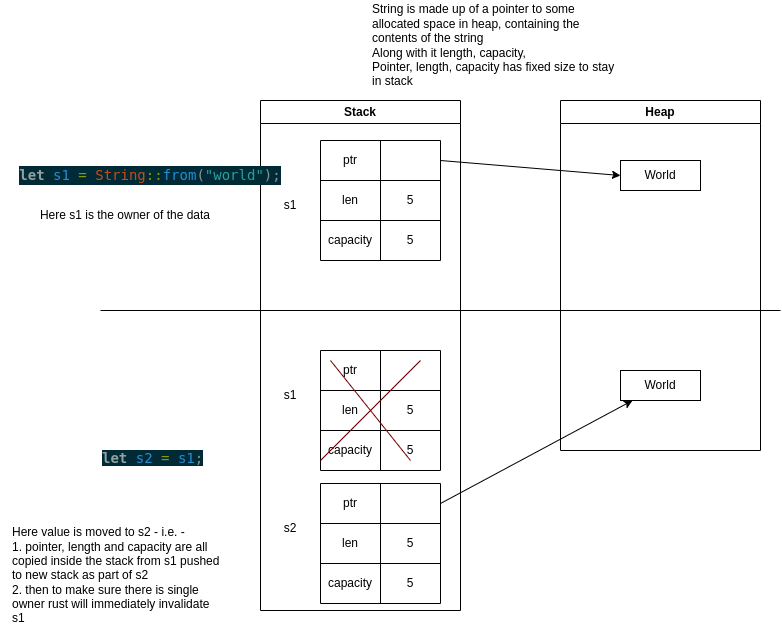 String is made up of a pointer to some
allocated space in heap, containing the
contents of the string
Along with it length, capacity,
Pointer, length, capacity has fixed size to stay
in stack
Stack
Heap
let s1 = String::from("world");
Here s1 is the owner of the data
s1
ptr
len 5
capacity 5
World
let s2 = s1;
s1
ptr
len 5
capacity 5
World
s2
ptr
len 5
capacity 5
Here value is moved to s2 - i.e. -
1. pointer, length and capacity are all
copied inside the stack from s1 pushed
to new stack as part of s2
2. then to make sure there is single
owner rust will immediately invalidate
s1